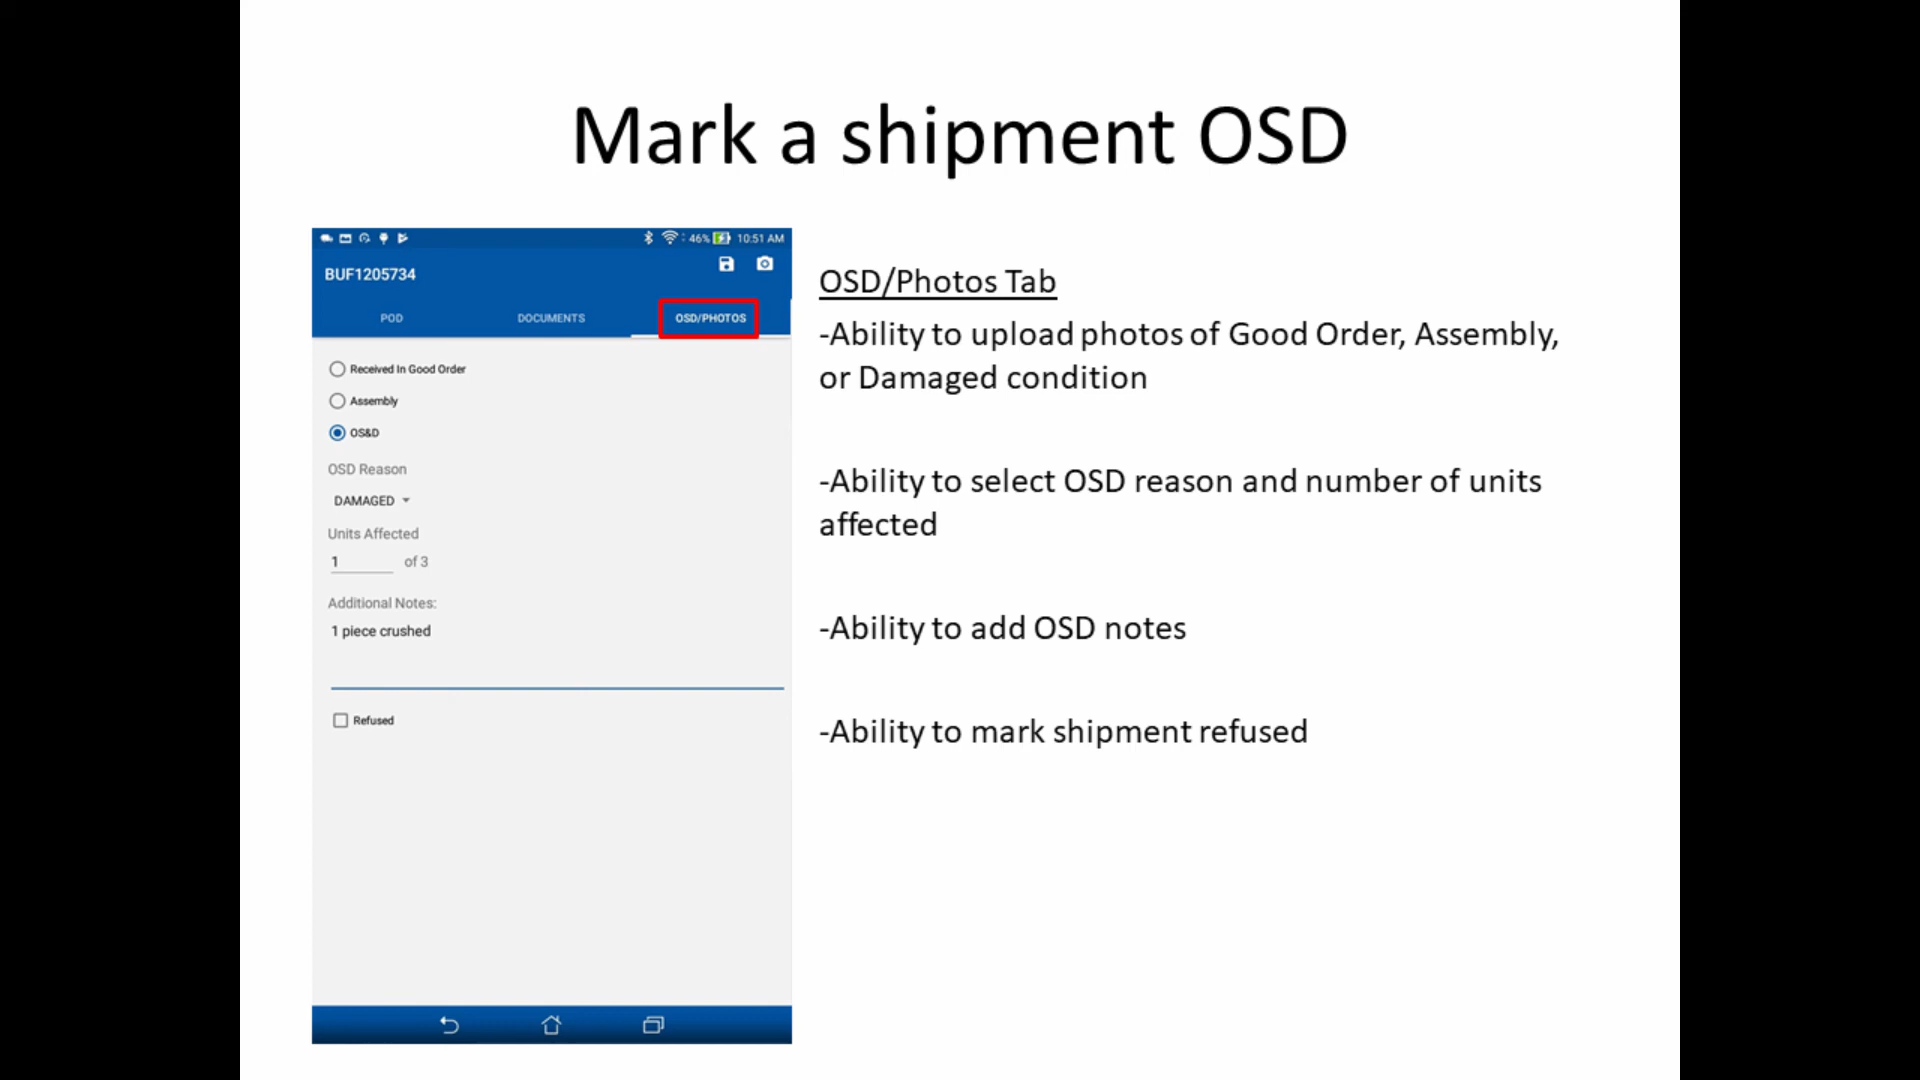 Mark a shipment OSD
46% 10:51 AM
BUF1205734
POD DOCUMENTS OSD/PHOTOS
Received In Good Order
Assembly
OS&D
OSD Reason
DAMAGED
Units Affected
1 of 3
Additional Notes:
1 piece crushed
Refused
OSD/Photos Tab
-Ability to upload photos of Good Order, Assembly,
or Damaged condition
-Ability to select OSD reason and number of units
affected
-Ability to add OSD notes
-Ability to mark shipment refused